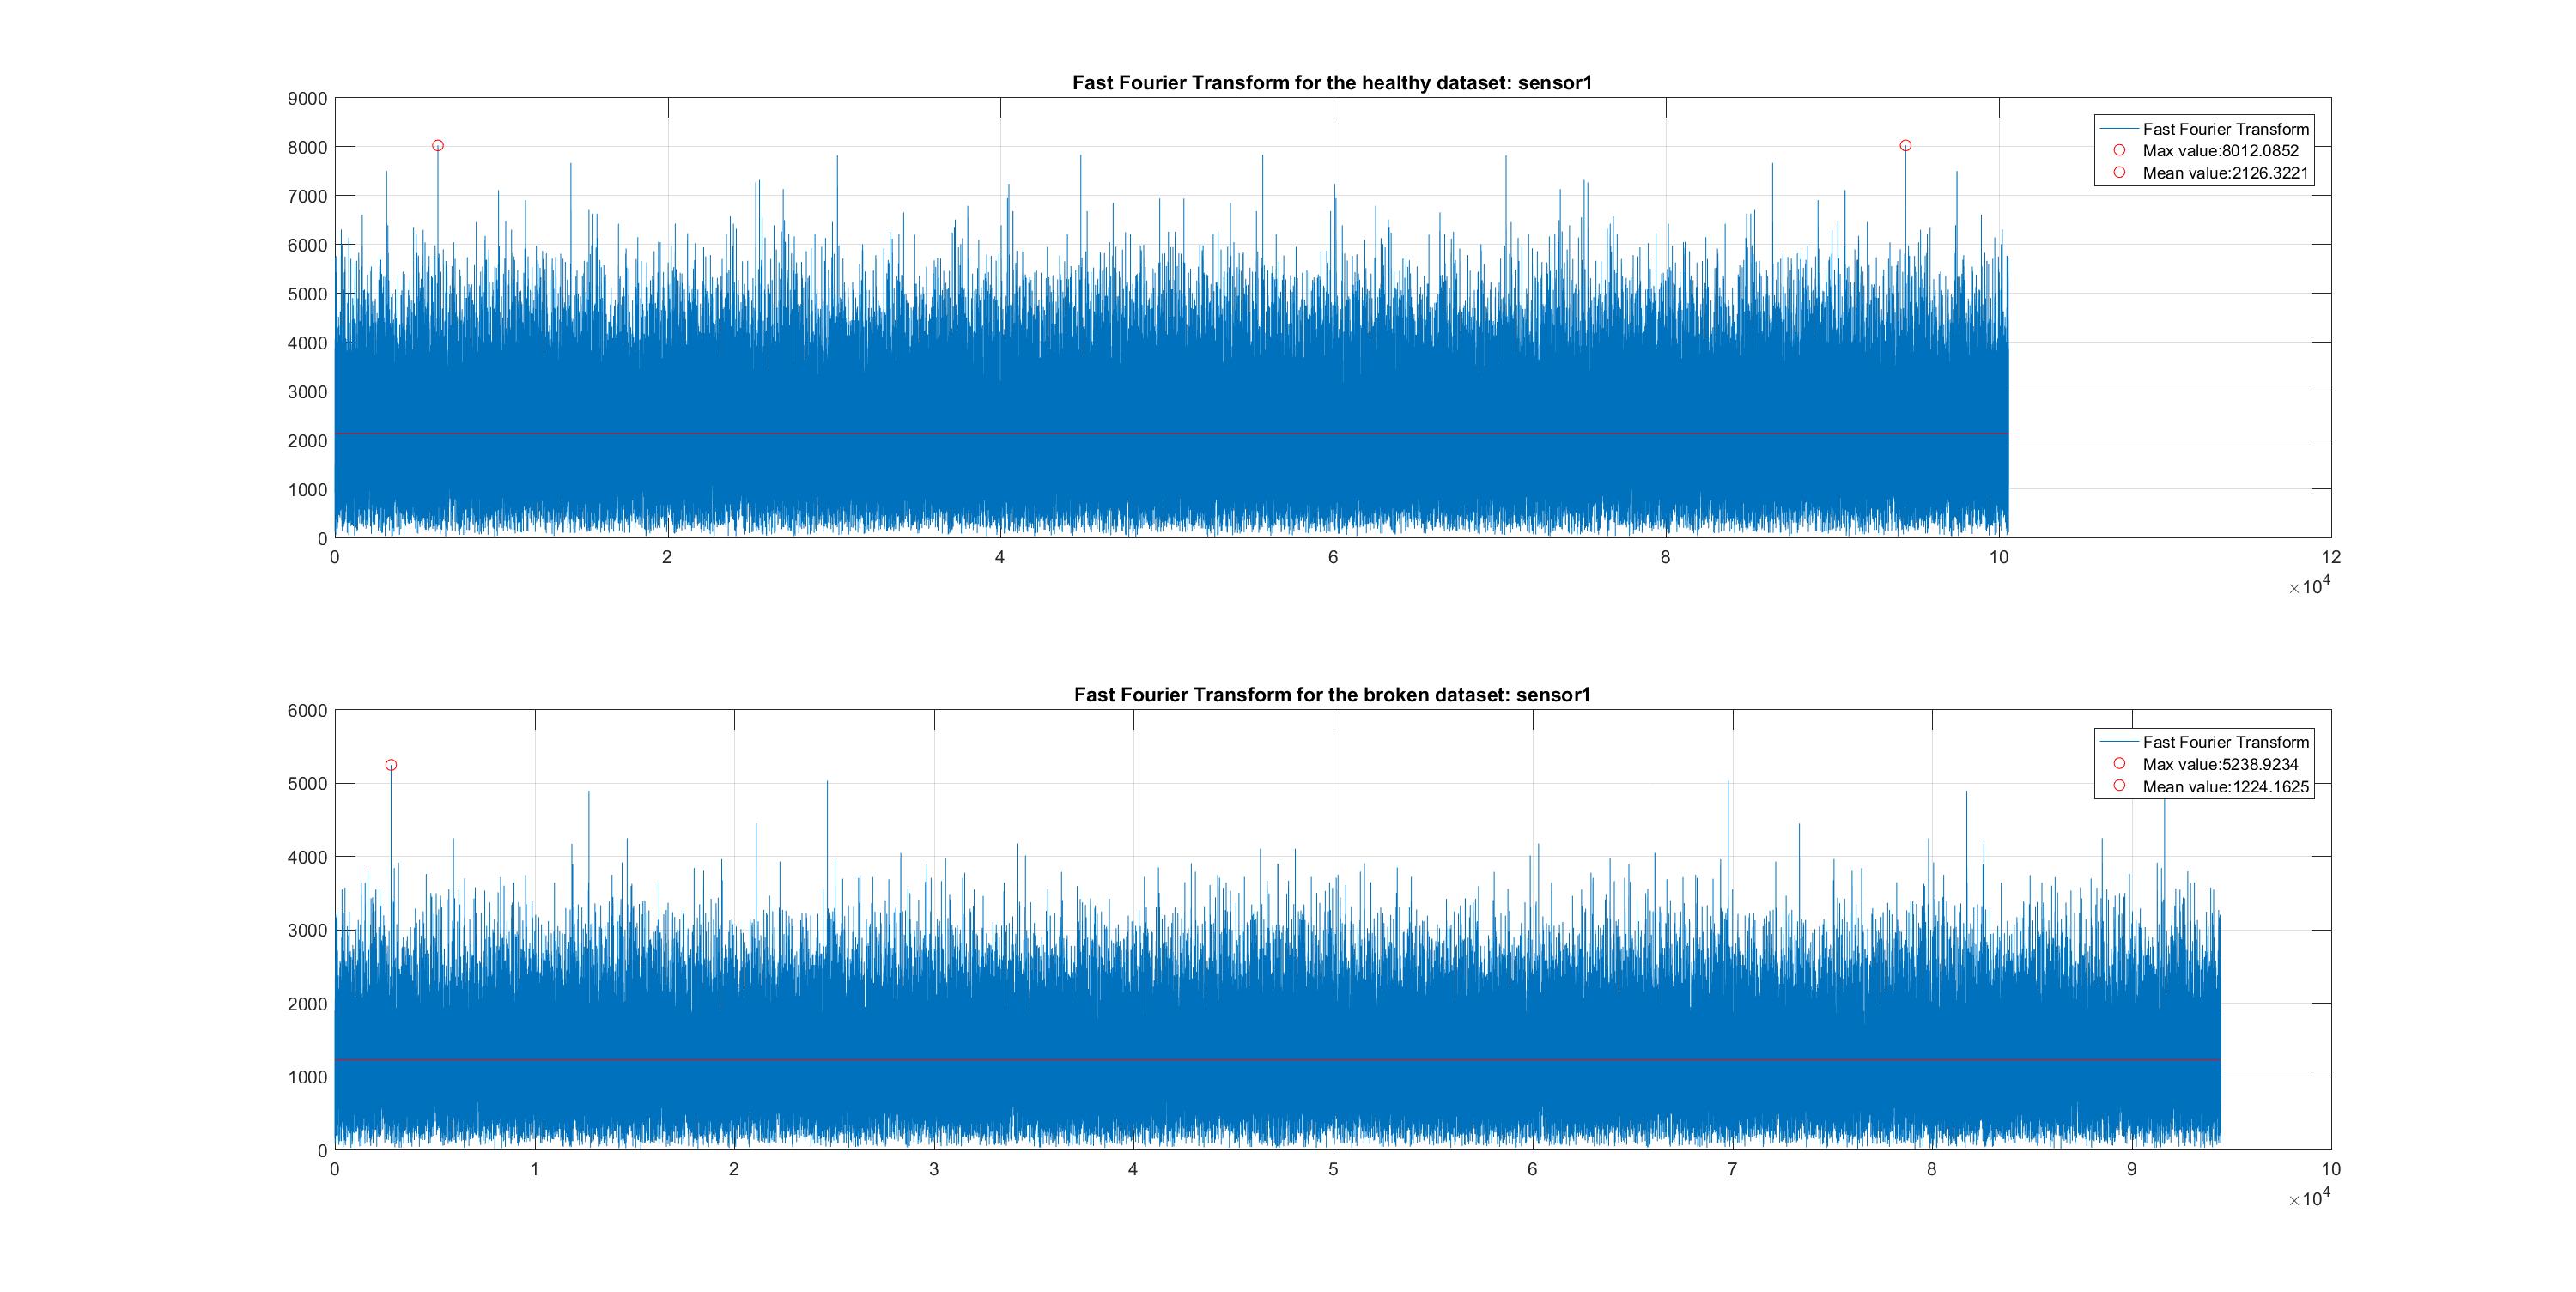 Fast Fourier Transform for the healthy dataset: sensor1
9000
8000
7000
6000
5000
4000
3000
2000
1000
0
Fast Fourier Transform
Max value:8012.0852
Mean value:2126.3221
0 2 4 6 8 10 12
×10^4
Fast Fourier Transform for the broken dataset: sensor1
6000
5000
4000
3000
2000
1000
0
Fast Fourier Transform
Max value:5238.9234
Mean value:1224.1625
0 1 2 3 4 5 6 7 8 9 10
×10^4